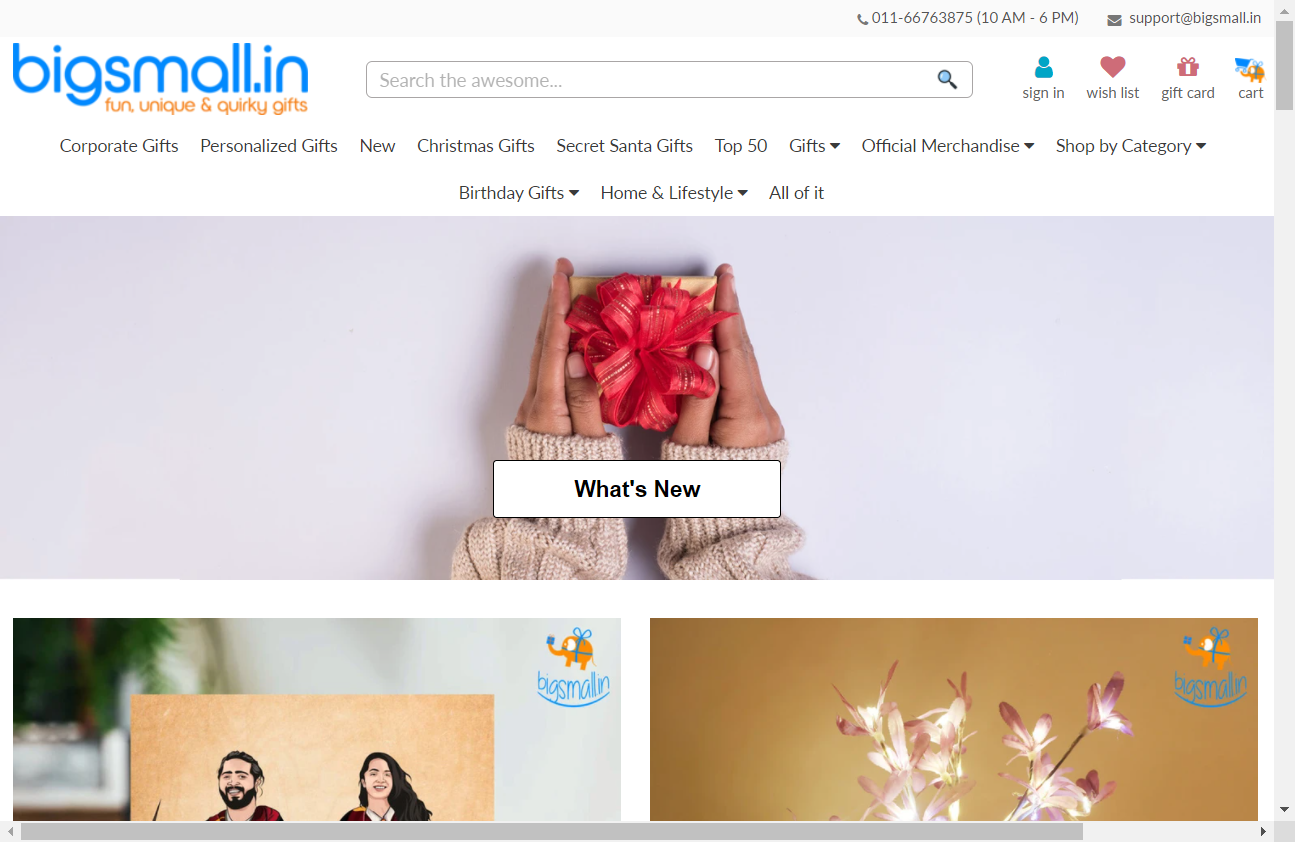 011-66763875 (10 AM - 6 PM) support@bigsmall.in
bigsmall.in
fun, unique & quirky gifts
Search the awesome...
sign in wish list gift card cart
Corporate Gifts Personalized Gifts New Christmas Gifts Secret Santa Gifts Top 50 Gifts Official Merchandise Shop by Category
Birthday Gifts Home & Lifestyle All of it
What's New
bigsmall.in bigsmall.in